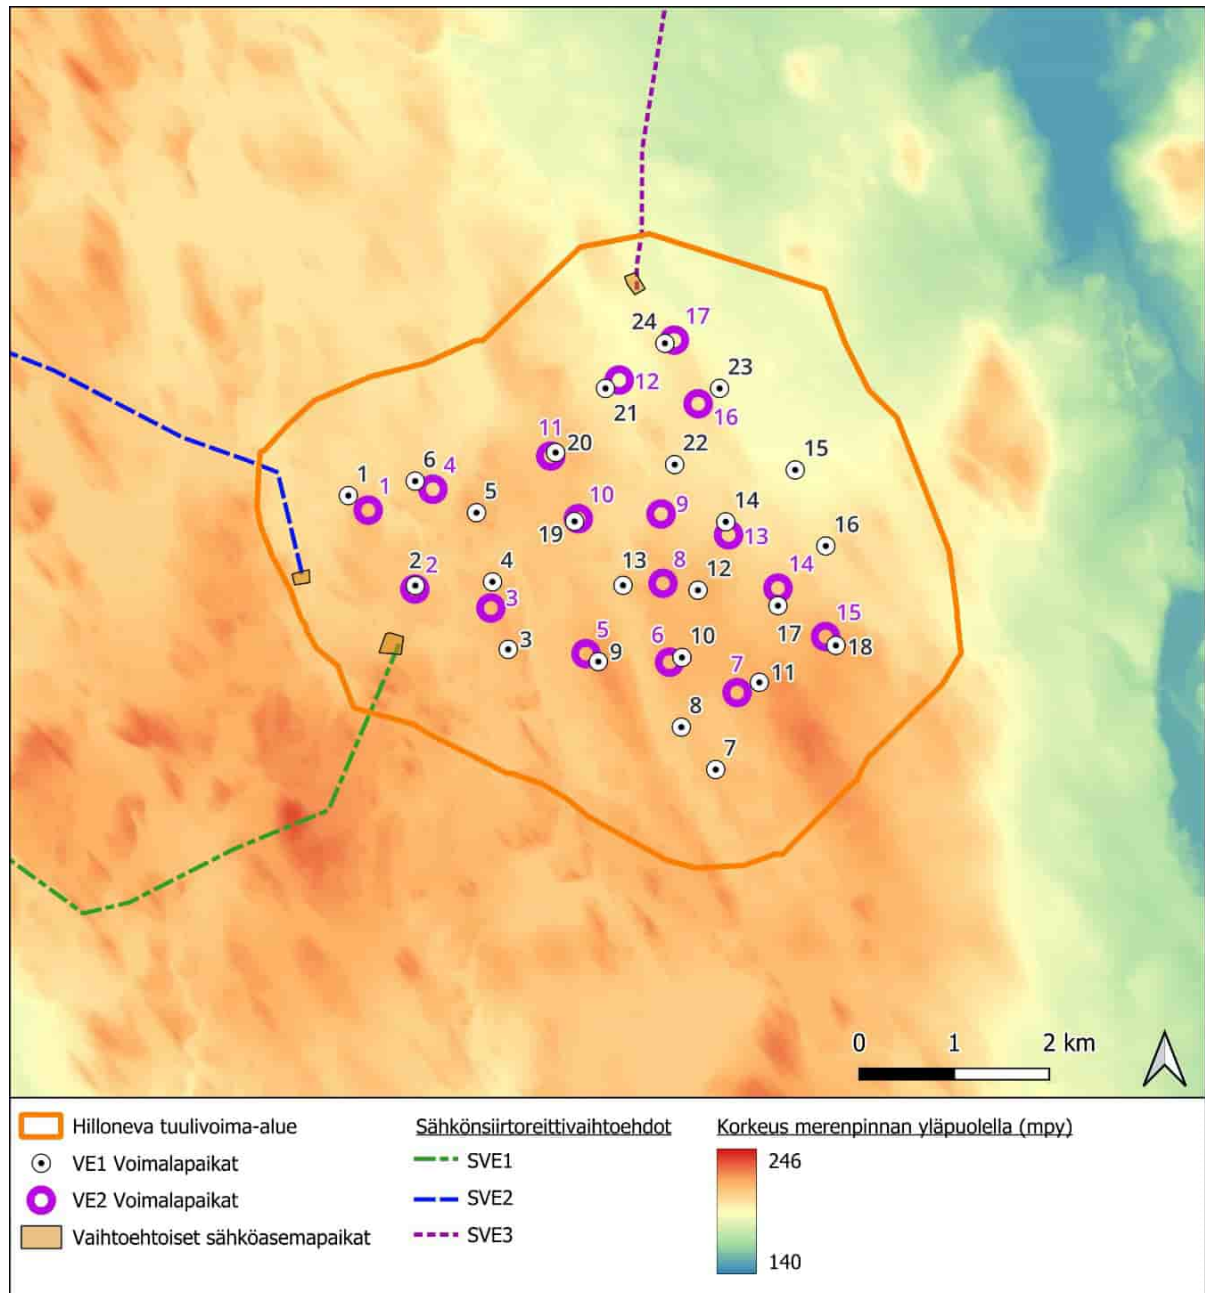 24 17
23
12
21 16
11 20
22
15
6 4
1 1
5
10 9 14
19 13 16
2 2 4 13 8 12 14
3 17
3 5 9 6 10 15 18
7 11
8
7
0 1 2 km
Hilloneva tuulivoima-alue
VE1 Voimalapaikat
VE2 Voimalapaikat
Vaihtoehtoiset sähköasemapaikat
Sähkönsiirtoreittivaihtoehdot
SVE1
SVE2
SVE3
Korkeus merenpinnan yläpuolella (mpy)
246
140